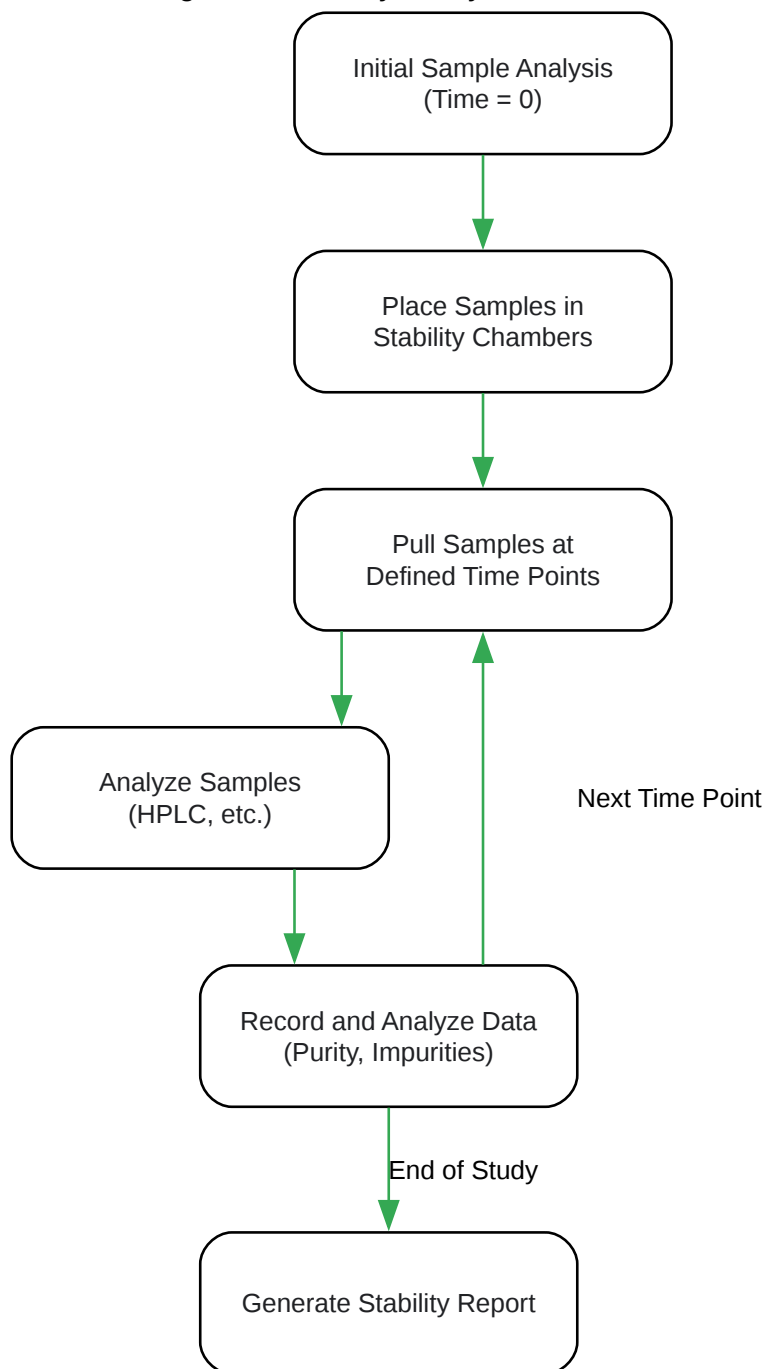 Initial Sample Analysis
(Time = 0)
Place Samples in
Stability Chambers
Pull Samples at
Defined Time Points
Analyze Samples
(HPLC, etc.)
Next Time Point
Record and Analyze Data
(Purity, Impurities)
End of Study
Generate Stability Report